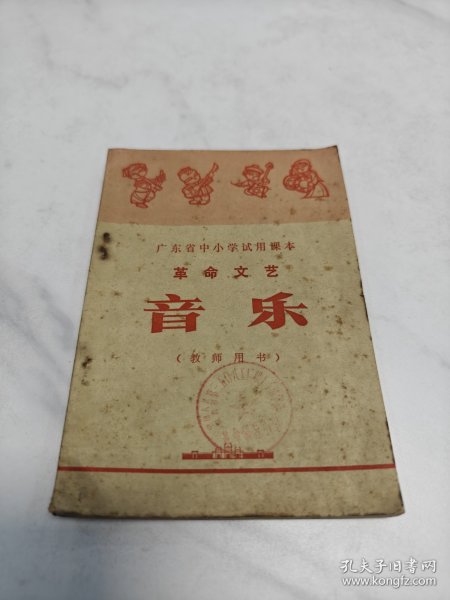 广东省中小学试用课本
革命文艺
音乐
（教师用书）
孔夫子旧书网
www.kongfz.com